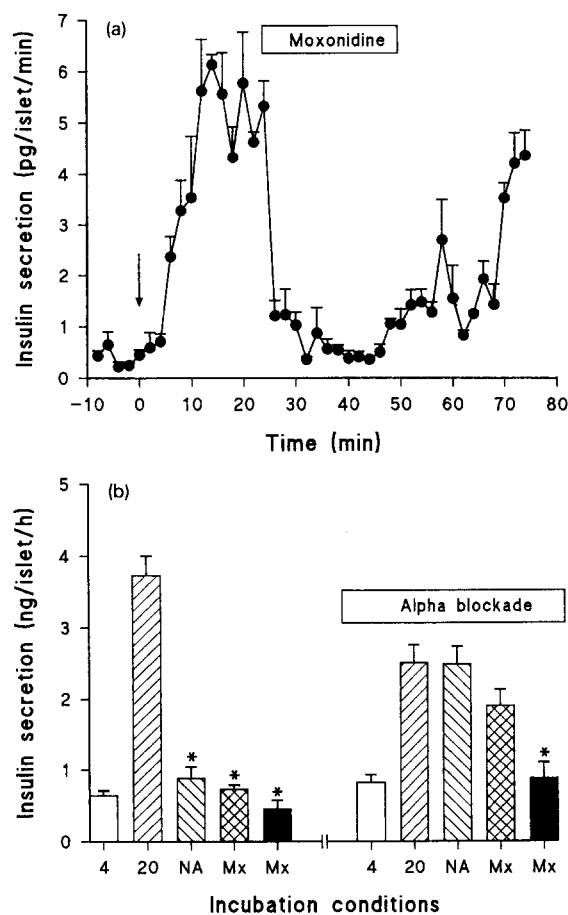 (a)
Moxonidine
Insulin secretion (pg/islet/min)
7
6
5
4
3
2
1
0
-10 0 10 20 30 40 50 60 70 80
Time (min)
(b)
Alpha blockade
Insulin secretion (ng/islet/h)
5
4
3
2
1
0
* * * *
4 20 NA Mx Mx 4 20 NA Mx Mx
Incubation conditions